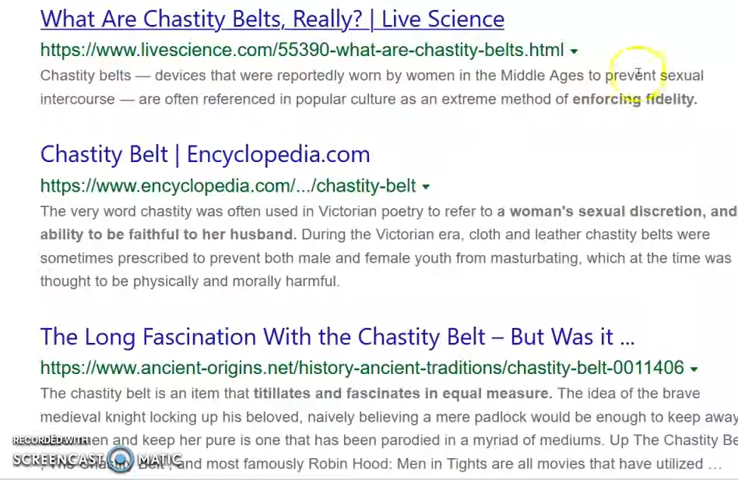 What Are Chastity Belts, Really? | Live Science
https://www.livescience.com/55390-what-are-chastity-belts.html
Chastity belts — devices that were reportedly worn by women in the Middle Ages to prevent sexual
intercourse — are often referenced in popular culture as an extreme method of enforcing fidelity.
Chastity Belt | Encyclopedia.com
https://www.encyclopedia.com/.../chastity-belt
The very word chastity was often used in Victorian poetry to refer to a woman's sexual discretion, and
ability to be faithful to her husband. During the Victorian era, cloth and leather chastity belts were
sometimes prescribed to prevent both male and female youth from masturbating, which at the time was
thought to be physically and morally harmful.
The Long Fascination With the Chastity Belt – But Was it ...
https://www.ancient-origins.net/history-ancient-traditions/chastity-belt-0011406
The chastity belt is an item that titillates and fascinates in equal measure. The idea of the brave
medieval knight locking up his beloved, naively believing a mere padlock would be enough to keep away
and keep her pure is one that has been parodied in a myriad of mediums. Up The Chastity Be
RECORDED WITH
SCREENCAST MATIC
, The Chastity Belt, and most famously Robin Hood: Men in Tights are all movies that have utilized ...